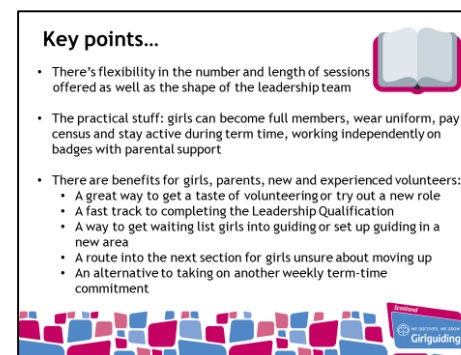 Key points…
• There's flexibility in the number and length of sessions
offered as well as the shape of the leadership team
• The practical stuff: girls can become full members, wear uniform, pay
census and stay active during term time, working independently on
badges with parental support
• There are benefits for girls, parents, new and experienced volunteers:
• A great way to get a taste of volunteering or try out a new role
• A fast track to completing the Leadership Qualification
• A way to get waiting list girls into guiding or set up guiding in a
new area
• A route into the next section for girls unsure about moving up
• An alternative to taking on another weekly term-time
commitment
Scotland
WE DISCOVER, WE GROW
Girlguiding